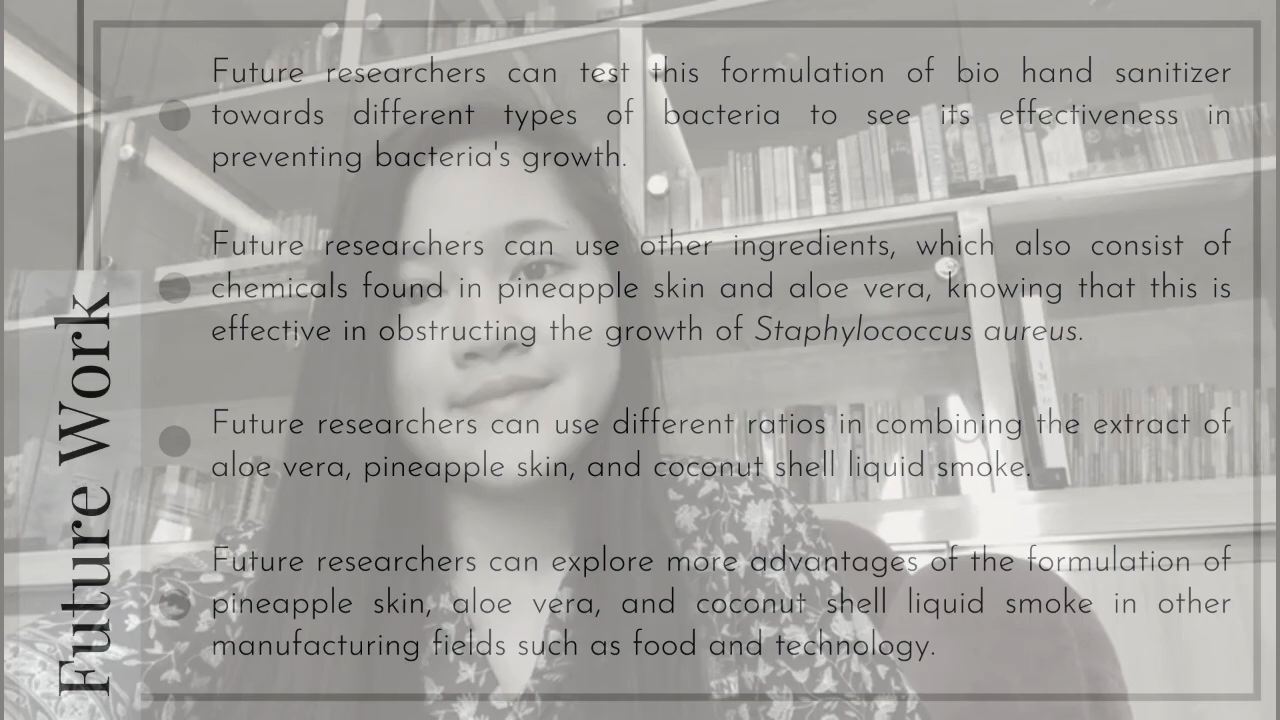 Future Work
Future researchers can test this formulation of bio hand sanitizer
towards different types of bacteria to see its effectiveness in
preventing bacteria's growth.
Future researchers can use other ingredients, which also consist of
chemicals found in pineapple skin and aloe vera, knowing that this is
effective in obstructing the growth of Staphylococcus aureus.
Future researchers can use different ratios in combining the extract of
aloe vera, pineapple skin, and coconut shell liquid smoke.
Future researchers can explore more advantages of the formulation of
pineapple skin, aloe vera, and coconut shell liquid smoke in other
manufacturing fields such as food and technology.